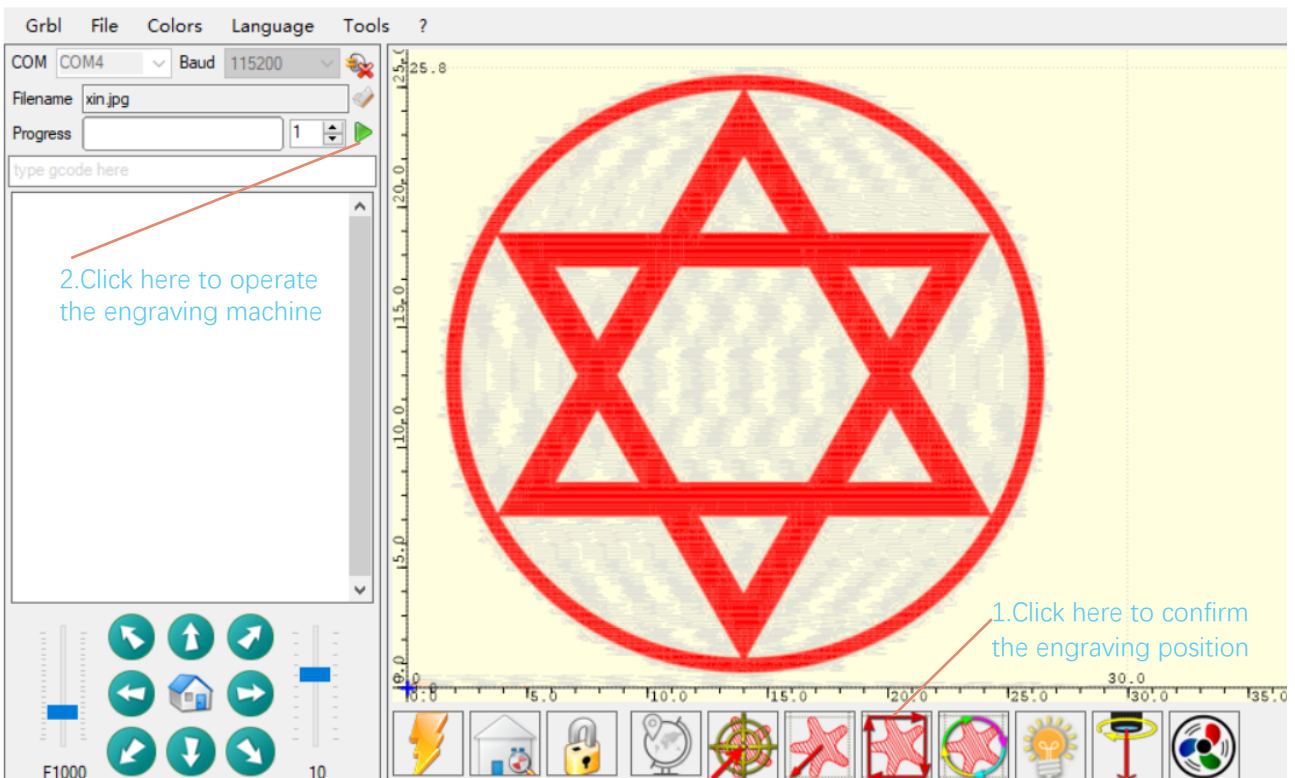 Grbl File Colors Language Tools ?
COM COM4 Baud 115200
Filename xin.jpg
Progress 1
type gcode here
2.Click here to operate
the engraving machine
25.8
25.0
20.0
15.0
10.0
5.0
0.0
1.Click here to confirm
the engraving position
30.0
0.0 5.0 10.0 15.0 20.0 25.0 30.0 35.0
F1000 10